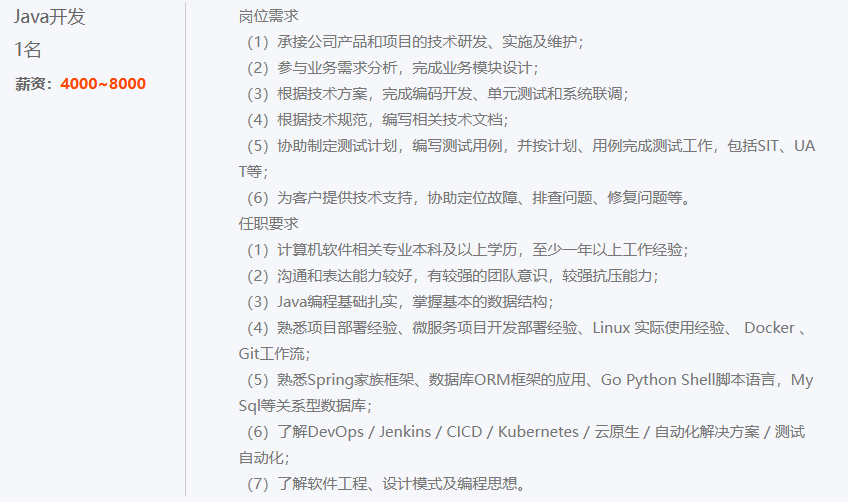 Java开发
1名
薪资：4000~8000
岗位需求
（1）承接公司产品和项目的技术研发、实施及维护；
（2）参与业务需求分析，完成业务模块设计；
（3）根据技术方案，完成编码开发、单元测试和系统联调；
（4）根据技术规范，编写相关技术文档；
（5）协助制定测试计划，编写测试用例，并按计划、用例完成测试工作，包括SIT、UA
T等；
（6）为客户提供技术支持，协助定位故障、排查问题、修复问题等。
任职要求
（1）计算机软件相关专业本科及以上学历，至少一年以上工作经验；
（2）沟通和表达能力较好，有较强的团队意识，较强抗压能力；
（3）Java编程基础扎实，掌握基本的数据结构；
（4）熟悉项目部署经验、微服务项目开发部署经验、Linux 实际使用经验、 Docker 、
Git工作流；
（5）熟悉Spring家族框架、数据库ORM框架的应用、Go Python Shell脚本语言，My
Sql等关系型数据库；
（6）了解DevOps / Jenkins / CICD / Kubernetes / 云原生 / 自动化解决方案 / 测试
自动化；
（7）了解软件工程、设计模式及编程思想。